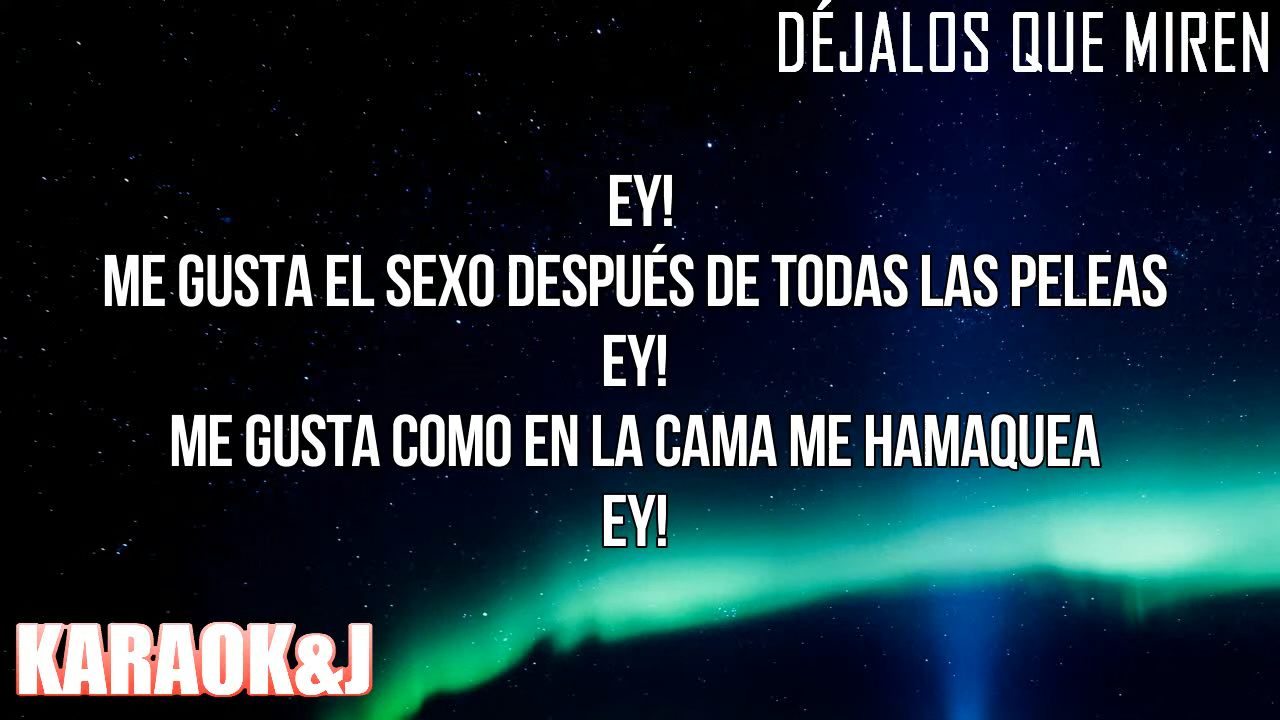 DÉJALOS QUE MIREN
EY!
ME GUSTA EL SEXO DESPUÉS DE TODAS LAS PELEAS
EY!
ME GUSTA COMO EN LA CAMA ME HAMAQUEA
EY!
KARAOK&J